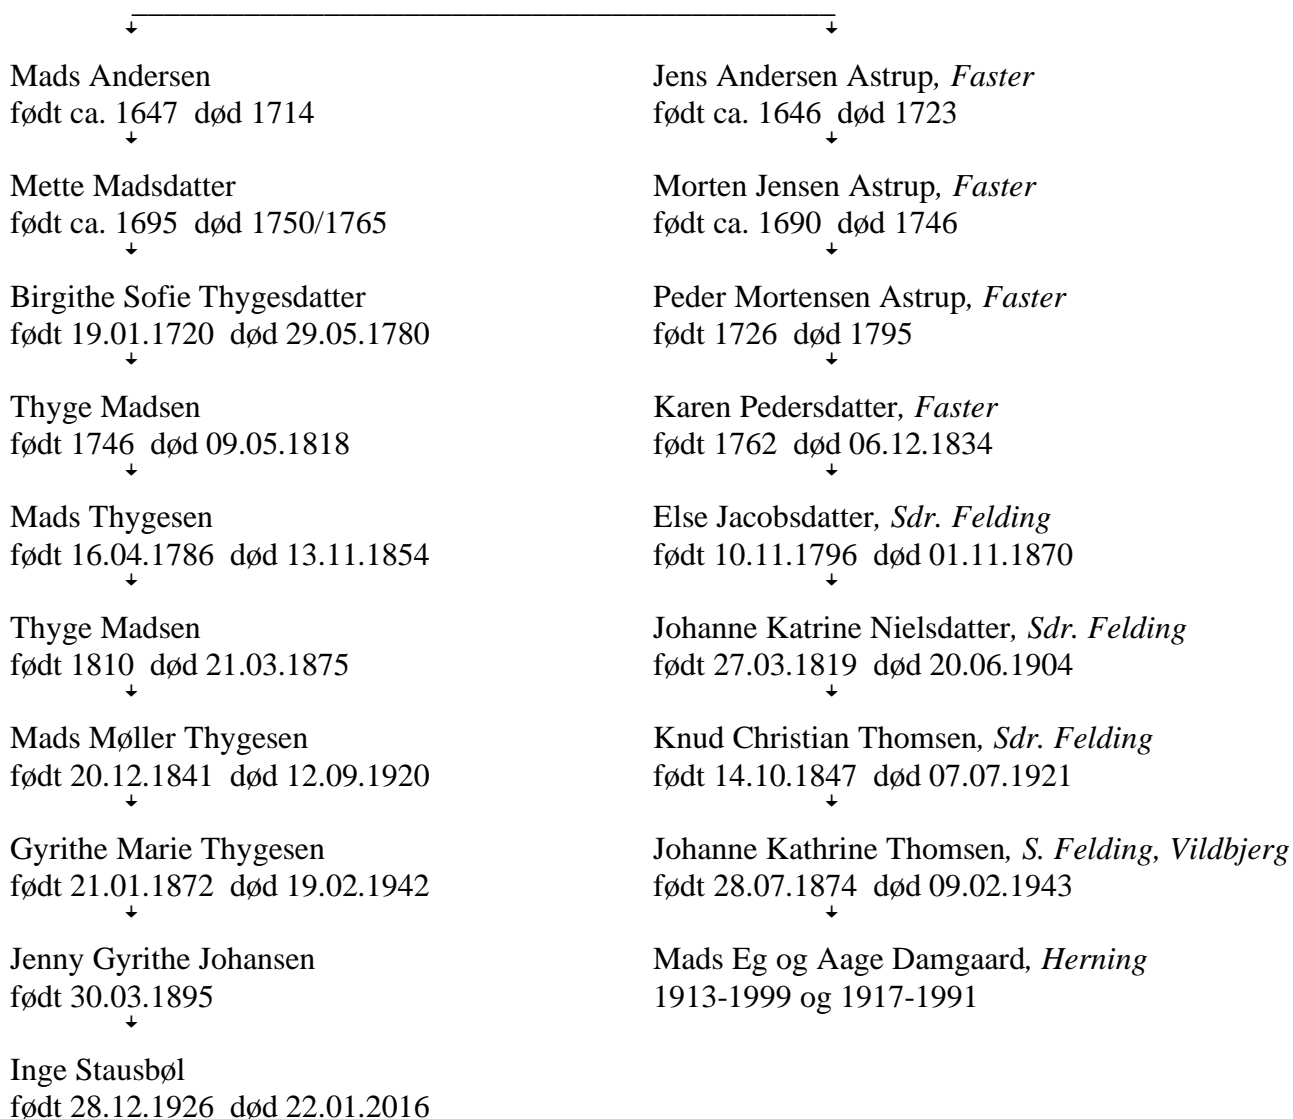 Mads Andersen
født ca. 1647 død 1714
Mette Madsdatter
født ca. 1695 død 1750/1765
Birgithe Sofie Thygesdatter
født 19.01.1720 død 29.05.1780
Thyge Madsen
født 1746 død 09.05.1818
Mads Thygesen
født 16.04.1786 død 13.11.1854
Thyge Madsen
født 1810 død 21.03.1875
Mads Møller Thygesen
født 20.12.1841 død 12.09.1920
Gyrithe Marie Thygesen
født 21.01.1872 død 19.02.1942
Jenny Gyrithe Johansen
født 30.03.1895
Inge Stausbøl
født 28.12.1926 død 22.01.2016
Jens Andersen Astrup, Faster
født ca. 1646 død 1723
Morten Jensen Astrup, Faster
født ca. 1690 død 1746
Peder Mortensen Astrup, Faster
født 1726 død 1795
Karen Pedersdatter, Faster
født 1762 død 06.12.1834
Else Jacobsdatter, Sdr. Felding
født 10.11.1796 død 01.11.1870
Johanne Katrine Nielsdatter, Sdr. Felding
født 27.03.1819 død 20.06.1904
Knud Christian Thomsen, Sdr. Felding
født 14.10.1847 død 07.07.1921
Johanne Kathrine Thomsen, S. Felding, Vildbjerg
født 28.07.1874 død 09.02.1943
Mads Eg og Aage Damgaard, Herning
1913-1999 og 1917-1991